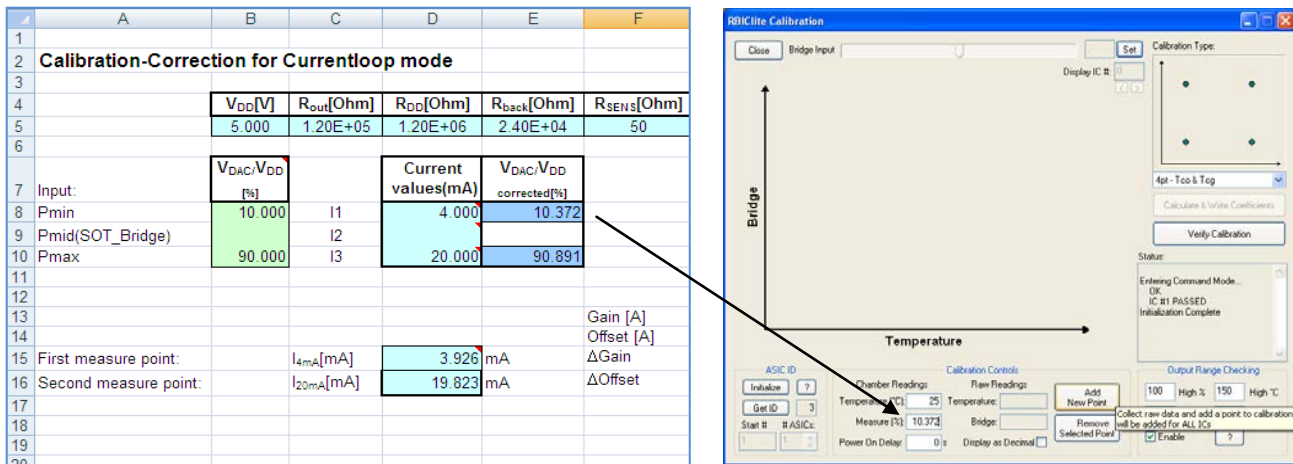 A B C D E F
1
2 Calibration-Correction for Currentloop mode
3
4 VDD[V] Rout[Ohm] RDD[Ohm] Rback[Ohm] RSENS[Ohm]
5 5.000 1.20E+05 1.20E+06 2.40E+04 50
6
7 Input: VDAC/VDD [%] Current values(mA) VDAC/VDD corrected[%]
8 Pmin 10.000 I1 4.000 10.372
9 Pmid(SOT_Bridge) I2
10 Pmax 90.000 I3 20.000 90.891
11
12
13 Gain [A]
14 Offset [A]
15 First measure point: I4mA[mA] 3.926 mA ΔGain
16 Second measure point: I20mA[mA] 19.823 mA ΔOffset
17
18
19
20
RBIClite Calibration
Close Bridge Input Set
Display IC #: 0
< >
Calibration Type:
4pt - Tco & Tcg
Calculate & Write Coefficients
Verify Calibration
Bridge
Temperature
Status:
Entering Command Mode...
OK
IC #1 PASSED
Initialization Complete
ASIC ID
Initialize ?
Get ID 3
Start # # ASICs:
1 1
Calibration Controls
Chamber Readings Raw Readings
Temperature (°C): 25 Temperature:
Measure (%): 10.372 Bridge:
Power On Delay: 0 s Display as Decimal
Add New Point
Remove Selected Point
Output Range Checking
100 High % 150 High °C
Collect raw data and add a point to calibration
will be added for ALL ICs
Enable ?